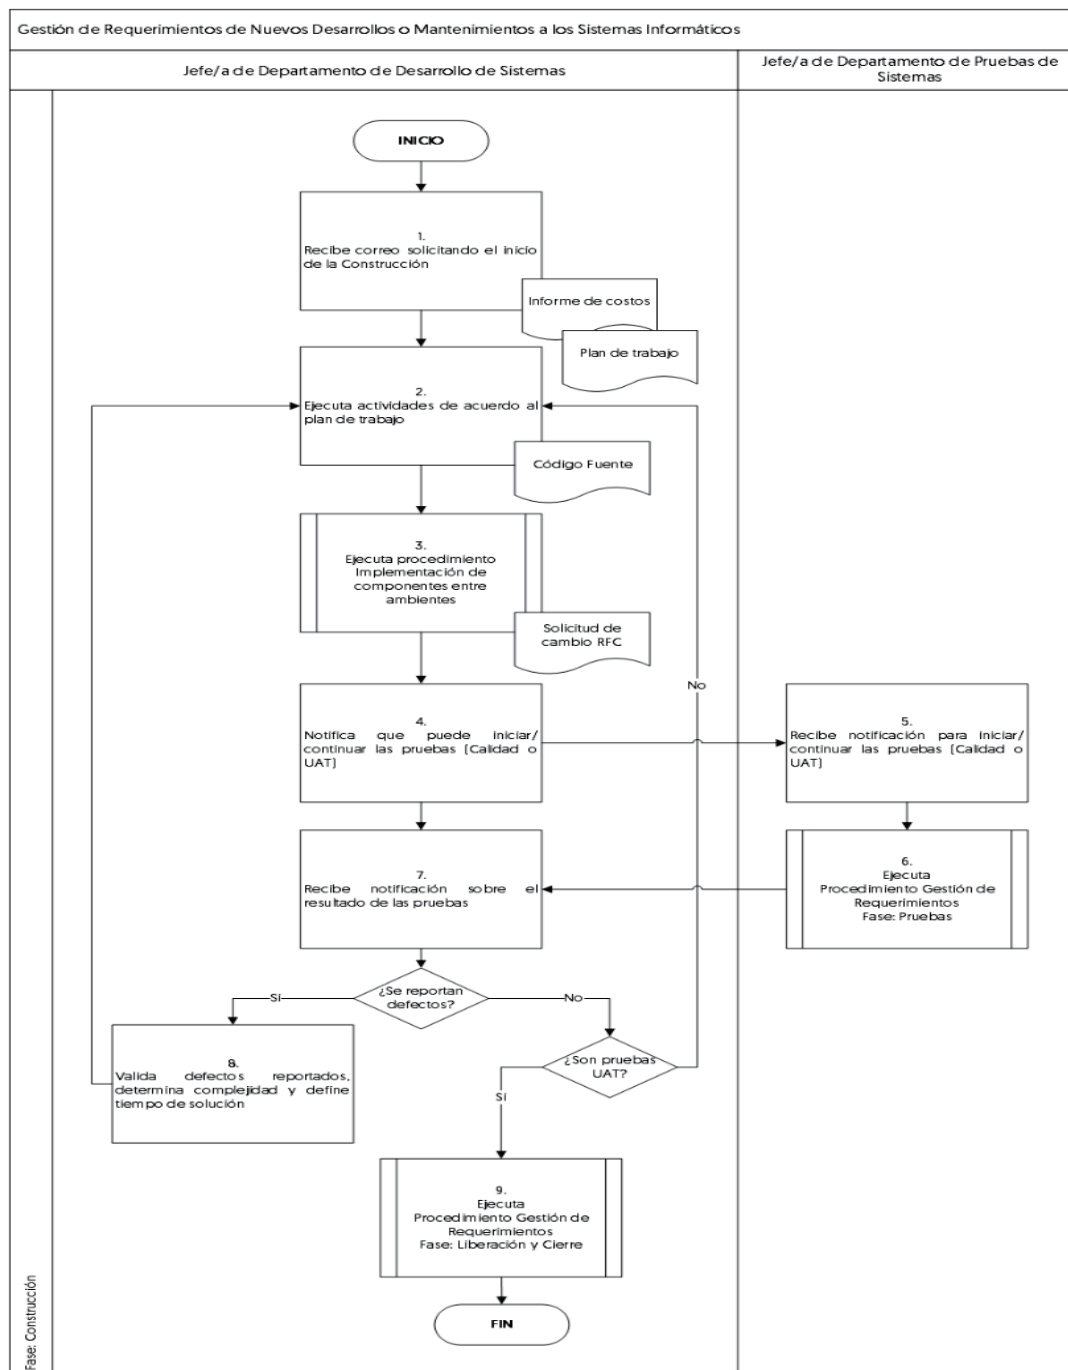 Gestión de Requerimientos de Nuevos Desarrollos o Mantenimientos a los Sistemas Informáticos
Jefe/a de Departamento de Desarrollo de Sistemas
Jefe/a de Departamento de Pruebas de
Sistemas
INICIO
1.
Recibe correo solicitando el inicio
de la Construcción
Informe de costos
Plan de trabajo
2.
Ejecuta actividades de acuerdo al
plan de trabajo
Código Fuente
3.
Ejecuta procedimiento
Implementación de
componentes entre
ambientes
Solicitud de
cambio RFC
No
4.
Notifica que puede iniciar/
continuar las pruebas (Calidad o
UAT)
5.
Recibe notificación para iniciar/
continuar las pruebas (Calidad o
UAT)
6.
Ejecuta
Procedimiento Gestión de
Requerimientos
Fase: Pruebas
7.
Recibe notificación sobre el
resultado de las pruebas
¿Se reportan
defectos?
Sí
No
8.
Valida defectos reportados,
determina complejidad y define
tiempo de solución
¿Son pruebas
UAT?
Sí
9.
Ejecuta
Procedimiento Gestión de
Requerimientos
Fase: Liberación y Cierre
FIN
Fase: Construcción